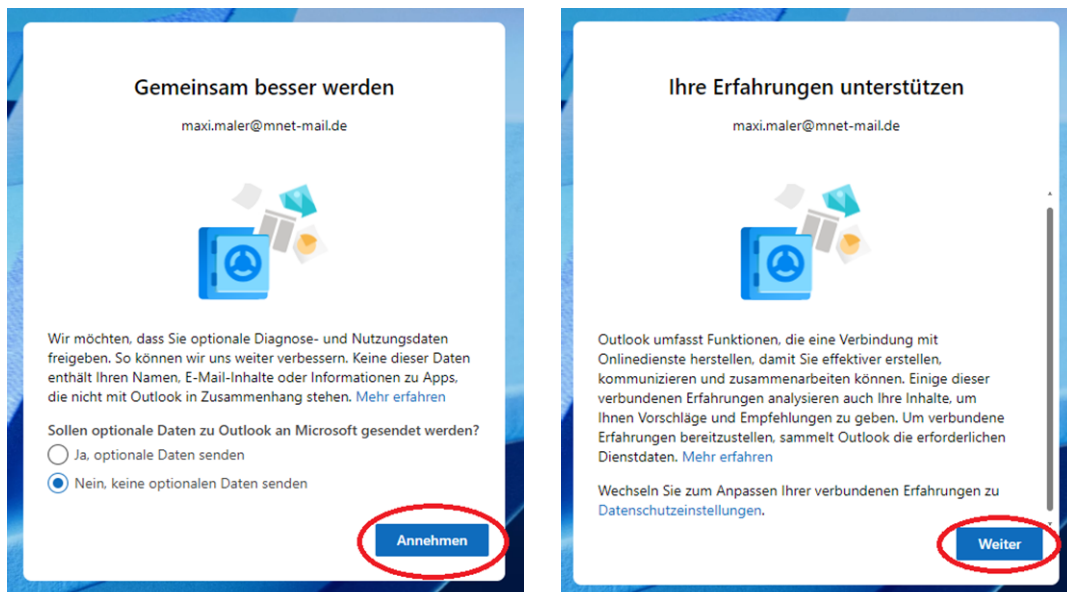 Gemeinsam besser werden
maxi.maler@mnet-mail.de
Wir möchten, dass Sie optionale Diagnose- und Nutzungsdaten
freigeben. So können wir uns weiter verbessern. Keine dieser Daten
enthält Ihren Namen, E-Mail-Inhalte oder Informationen zu Apps,
die nicht mit Outlook in Zusammenhang stehen. Mehr erfahren
Sollen optionale Daten zu Outlook an Microsoft gesendet werden?
Ja, optionale Daten senden
Nein, keine optionalen Daten senden
Annehmen
Ihre Erfahrungen unterstützen
maxi.maler@mnet-mail.de
Outlook umfasst Funktionen, die eine Verbindung mit
Onlinedienste herstellen, damit Sie effektiver erstellen,
kommunizieren und zusammenarbeiten können. Einige dieser
verbundenen Erfahrungen analysieren auch Ihre Inhalte, um
Ihnen Vorschläge und Empfehlungen zu geben. Um verbundene
Erfahrungen bereitzustellen, sammelt Outlook die erforderlichen
Dienstdaten. Mehr erfahren
Wechseln Sie zum Anpassen Ihrer verbundenen Erfahrungen zu
Datenschutzeinstellungen.
Weiter